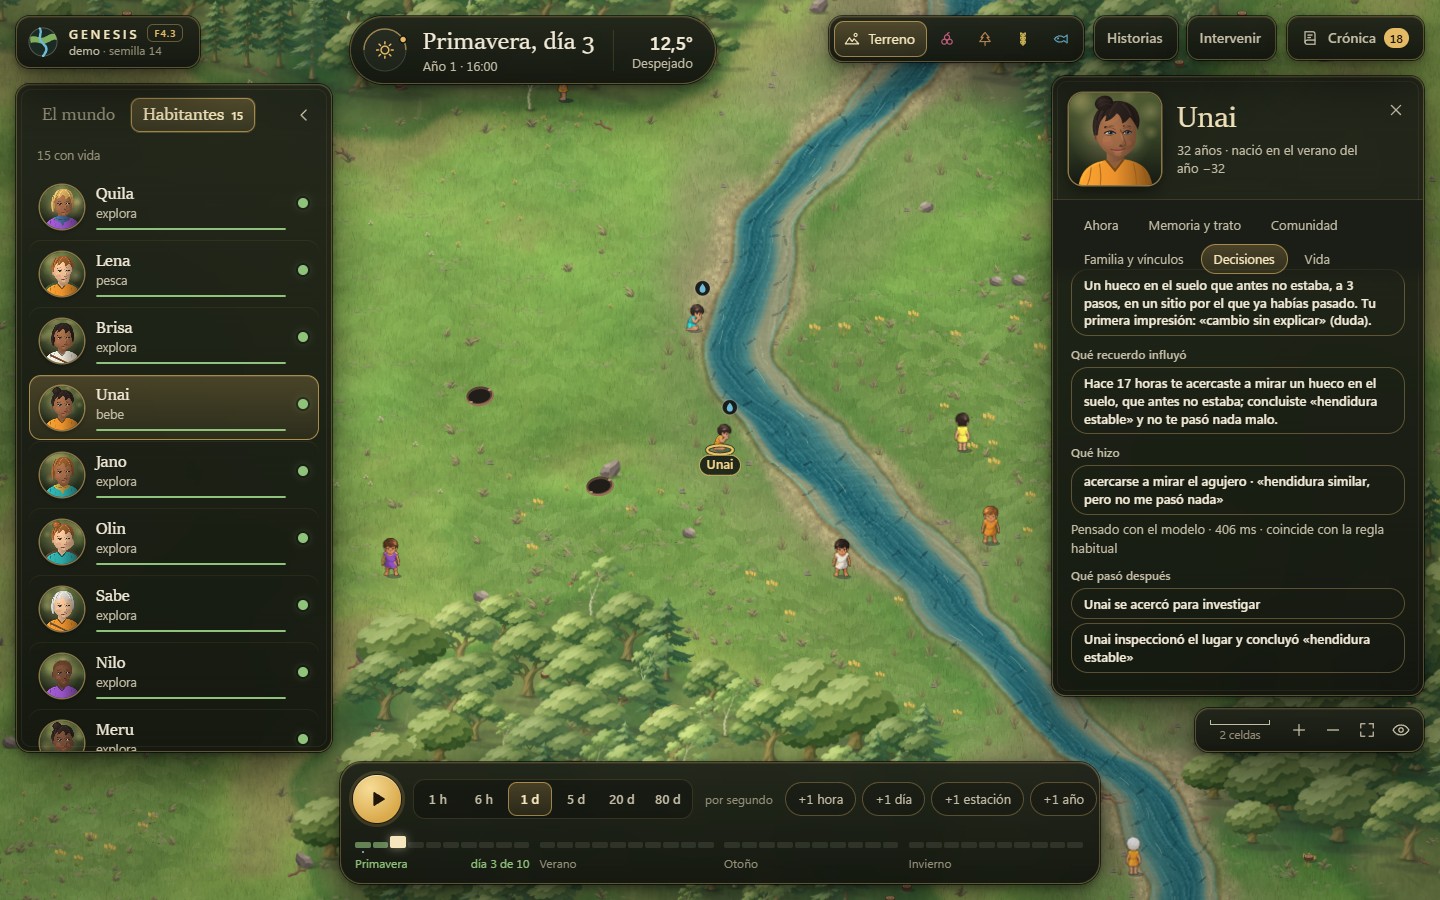 GENESIS F4.3
demo · semilla 14
Primavera, día 3
Año 1 · 16:00
12,5°
Despejado
Terreno
Historias
Intervenir
Crónica 18
El mundo
Habitantes 15
15 con vida
Quila
explora
Lena
pesca
Brisa
explora
Unai
bebe
Jano
explora
Olin
explora
Sabe
explora
Nilo
explora
Meru
explora
Unai
Unai
32 años · nació en el verano del
año −32
Ahora Memoria y trato Comunidad
Familia y vínculos Decisiones Vida
Un hueco en el suelo que antes no estaba, a 3
pasos, en un sitio por el que ya habías pasado. Tu
primera impresión: «cambio sin explicar» (duda).
Qué recuerdo influyó
Hace 17 horas te acercaste a mirar un hueco en el
suelo, que antes no estaba; concluiste «hendidura
estable» y no te pasó nada malo.
Qué hizo
acercarse a mirar el agujero · «hendidura similar,
pero no me pasó nada»
Pensado con el modelo · 406 ms · coincide con la regla
habitual
Qué pasó después
Unai se acercó para investigar
Unai inspeccionó el lugar y concluyó «hendidura
estable»
2 celdas
1 h 6 h 1 d 5 d 20 d 80 d por segundo +1 hora +1 día +1 estación +1 año
Primavera día 3 de 10 Verano Otoño Invierno